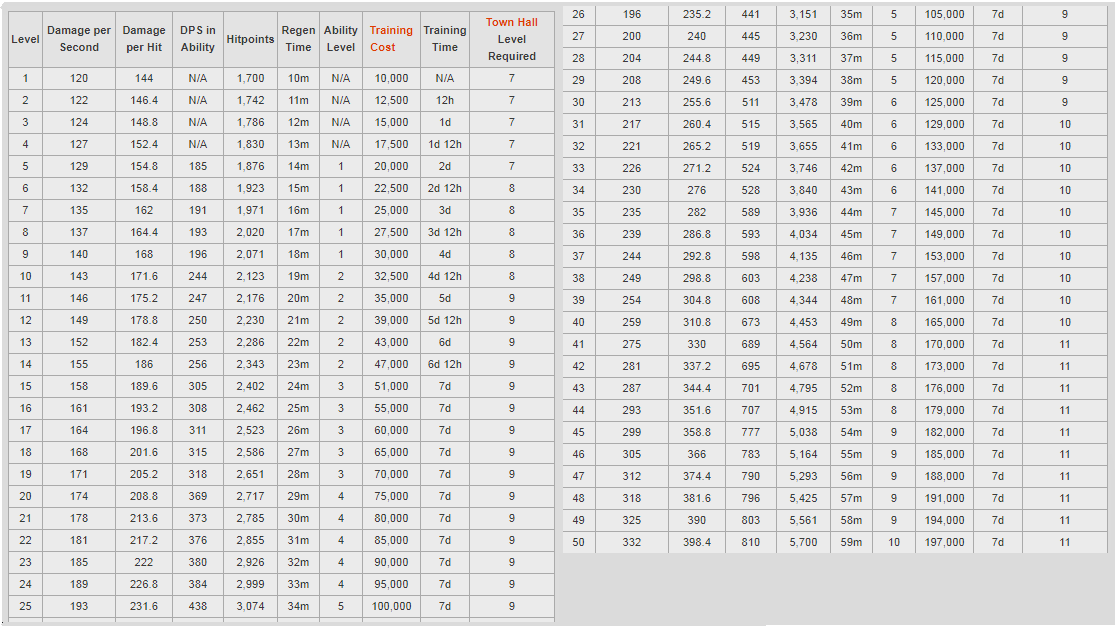 Level Damage per Second Damage per Hit DPS in Ability Hitpoints Regen Time Ability Level Training Cost Training Time Town Hall Level Required
1 120 144 N/A 1,700 10m N/A 10,000 N/A 7
2 122 146.4 N/A 1,742 11m N/A 12,500 12h 7
3 124 148.8 N/A 1,786 12m N/A 15,000 1d 7
4 127 152.4 N/A 1,830 13m N/A 17,500 1d 12h 7
5 129 154.8 185 1,876 14m 1 20,000 2d 7
6 132 158.4 188 1,923 15m 1 22,500 2d 12h 8
7 135 162 191 1,971 16m 1 25,000 3d 8
8 137 164.4 193 2,020 17m 1 27,500 3d 12h 8
9 140 168 196 2,071 18m 1 30,000 4d 8
10 143 171.6 244 2,123 19m 2 32,500 4d 12h 8
11 146 175.2 247 2,176 20m 2 35,000 5d 9
12 149 178.8 250 2,230 21m 2 39,000 5d 12h 9
13 152 182.4 253 2,286 22m 2 43,000 6d 9
14 155 186 256 2,343 23m 2 47,000 6d 12h 9
15 158 189.6 305 2,402 24m 3 51,000 7d 9
16 161 193.2 308 2,462 25m 3 55,000 7d 9
17 164 196.8 311 2,523 26m 3 60,000 7d 9
18 168 201.6 315 2,586 27m 3 65,000 7d 9
19 171 205.2 318 2,651 28m 3 70,000 7d 9
20 174 208.8 369 2,717 29m 4 75,000 7d 9
21 178 213.6 373 2,785 30m 4 80,000 7d 9
22 181 217.2 376 2,855 31m 4 85,000 7d 9
23 185 222 380 2,926 32m 4 90,000 7d 9
24 189 226.8 384 2,999 33m 4 95,000 7d 9
25 193 231.6 438 3,074 34m 5 100,000 7d 9
26 196 235.2 441 3,151 35m 5 105,000 7d 9
27 200 240 445 3,230 36m 5 110,000 7d 9
28 204 244.8 449 3,311 37m 5 115,000 7d 9
29 208 249.6 453 3,394 38m 5 120,000 7d 9
30 213 255.6 511 3,478 39m 6 125,000 7d 9
31 217 260.4 515 3,565 40m 6 129,000 7d 10
32 221 265.2 519 3,655 41m 6 133,000 7d 10
33 226 271.2 524 3,746 42m 6 137,000 7d 10
34 230 276 528 3,840 43m 6 141,000 7d 10
35 235 282 589 3,936 44m 7 145,000 7d 10
36 239 286.8 593 4,034 45m 7 149,000 7d 10
37 244 292.8 598 4,135 46m 7 153,000 7d 10
38 249 298.8 603 4,238 47m 7 157,000 7d 10
39 254 304.8 608 4,344 48m 7 161,000 7d 10
40 259 310.8 673 4,453 49m 8 165,000 7d 10
41 275 330 689 4,564 50m 8 170,000 7d 11
42 281 337.2 695 4,678 51m 8 173,000 7d 11
43 287 344.4 701 4,795 52m 8 176,000 7d 11
44 293 351.6 707 4,915 53m 8 179,000 7d 11
45 299 358.8 777 5,038 54m 9 182,000 7d 11
46 305 366 783 5,164 55m 9 185,000 7d 11
47 312 374.4 790 5,293 56m 9 188,000 7d 11
48 318 381.6 796 5,425 57m 9 191,000 7d 11
49 325 390 803 5,561 58m 9 194,000 7d 11
50 332 398.4 810 5,700 59m 10 197,000 7d 11